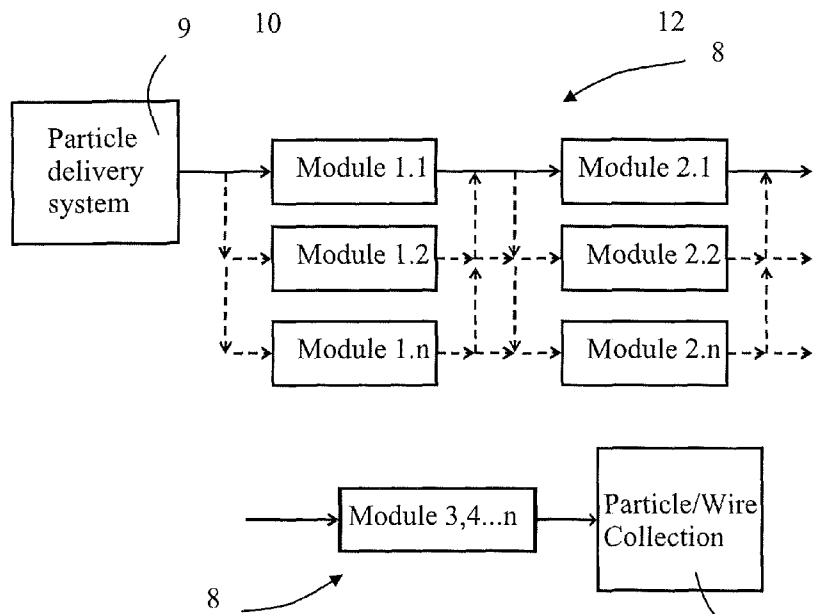 9
10
12
8
Particle
delivery
system
Module 1.1
Module 2.1
Module 1.2
Module 2.2
Module 1.n
Module 2.n
Module 3,4...n
Particle/Wire
Collection
8